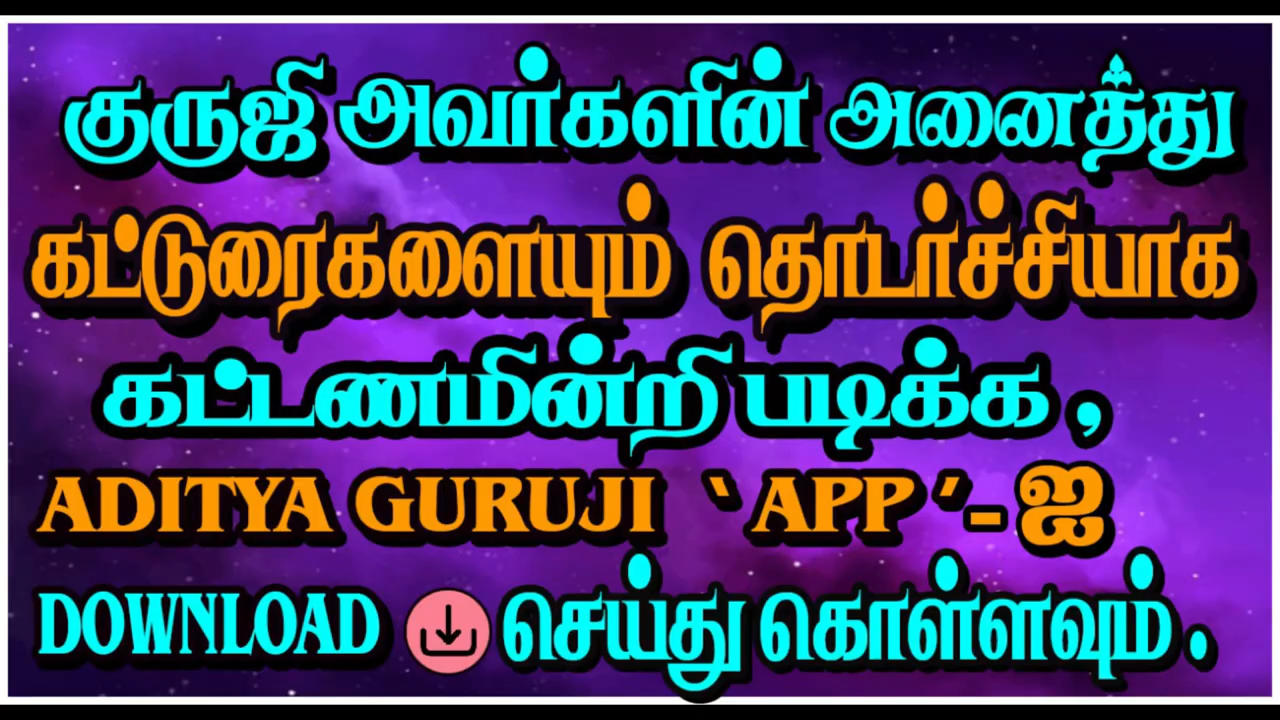 குருஜி அவர்களின் அனைத்து
கட்டுரைகளையும் தொடர்ச்சியாக
கட்டணமின்றி படிக்க ,
ADITYA GURUJI ‘ APP ’- ஐ
DOWNLOAD செய்து கொள்ளவும் .